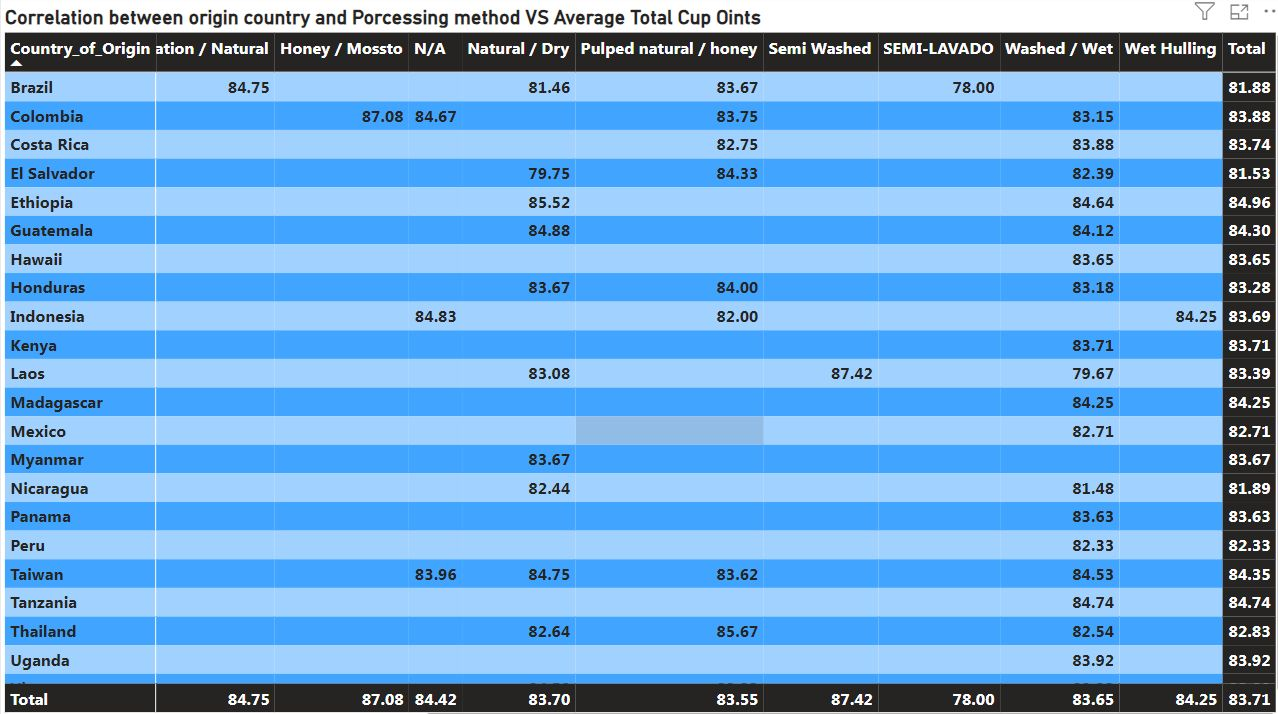 Correlation between origin country and Porcessing method VS Average Total Cup Oints
Country_of_Origin ation / Natural Honey / Mossto N/A Natural / Dry Pulped natural / honey Semi Washed SEMI-LAVADO Washed / Wet Wet Hulling Total
Brazil 84.75 81.46 83.67 78.00 81.88
Colombia 87.08 84.67 83.75 83.15 83.88
Costa Rica 82.75 83.88 83.74
El Salvador 79.75 84.33 82.39 81.53
Ethiopia 85.52 84.64 84.96
Guatemala 84.88 84.12 84.30
Hawaii 83.65 83.65
Honduras 83.67 84.00 83.18 83.28
Indonesia 84.83 82.00 84.25 83.69
Kenya 83.71 83.71
Laos 83.08 87.42 79.67 83.39
Madagascar 84.25 84.25
Mexico 82.71 82.71
Myanmar 83.67 83.67
Nicaragua 82.44 81.48 81.89
Panama 83.63 83.63
Peru 82.33 82.33
Taiwan 83.96 84.75 83.62 84.53 84.35
Tanzania 84.74 84.74
Thailand 82.64 85.67 82.54 82.83
Uganda 83.92 83.92
Total 84.75 87.08 84.42 83.70 83.55 87.42 78.00 83.65 84.25 83.71